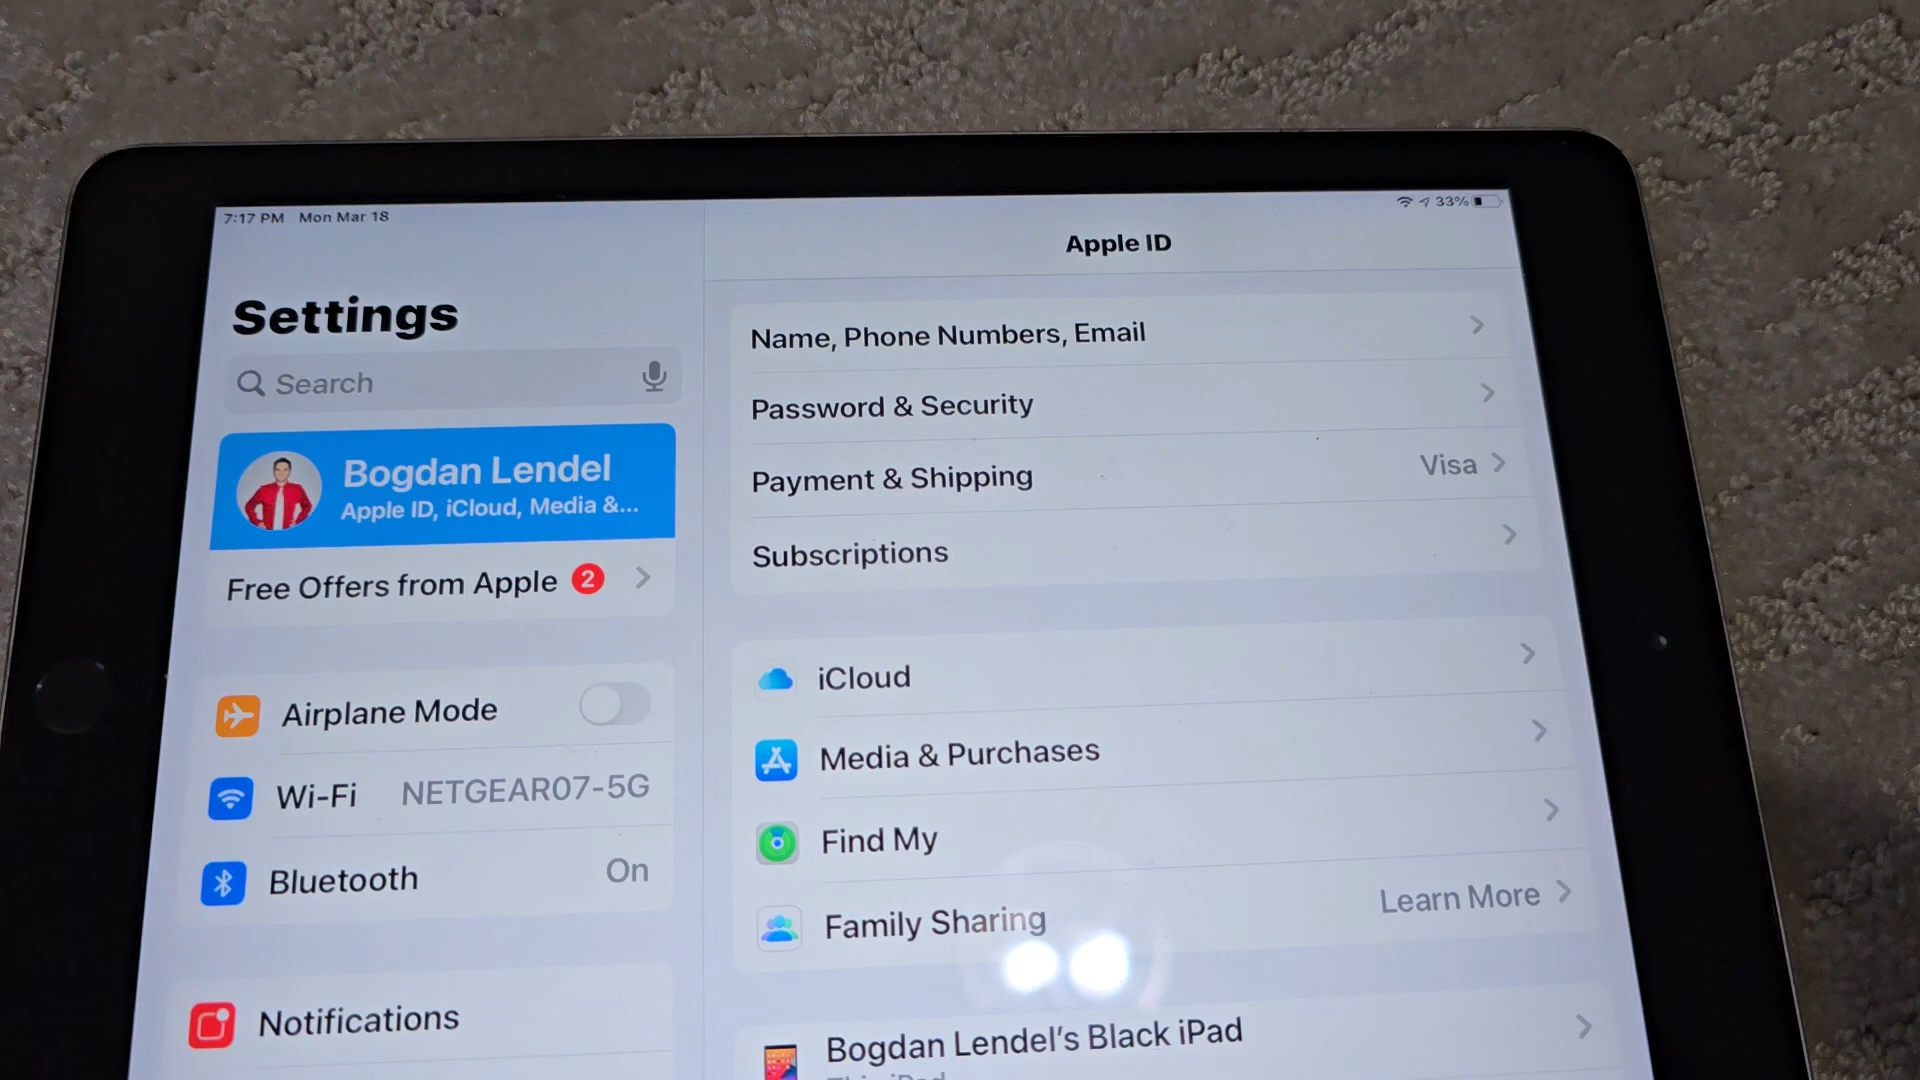 7:17 PM Mon Mar 18
33%
Settings
Search
Bogdan Lendel
Apple ID, iCloud, Media &...
Free Offers from Apple 2
Airplane Mode
Wi-Fi NETGEAR07-5G
Bluetooth On
Notifications
Apple ID
Name, Phone Numbers, Email
Password & Security
Payment & Shipping Visa
Subscriptions
iCloud
Media & Purchases
Find My
Family Sharing Learn More
Bogdan Lendel's Black iPad